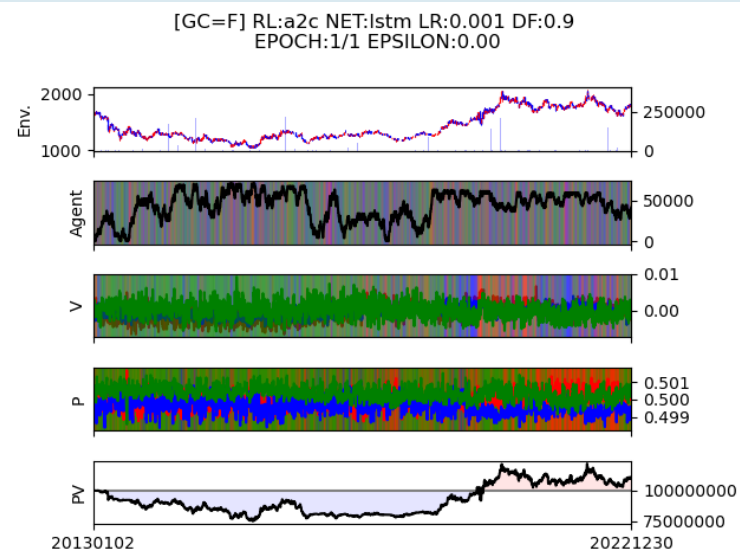 [GC=F] RL:a2c NET:lstm LR:0.001 DF:0.9
EPOCH:1/1 EPSILON:0.00
Env.
2000
1000
250000
0
Agent
50000
0
V
0.01
0.00
P
0.501
0.500
0.499
PV
100000000
75000000
20130102
20221230